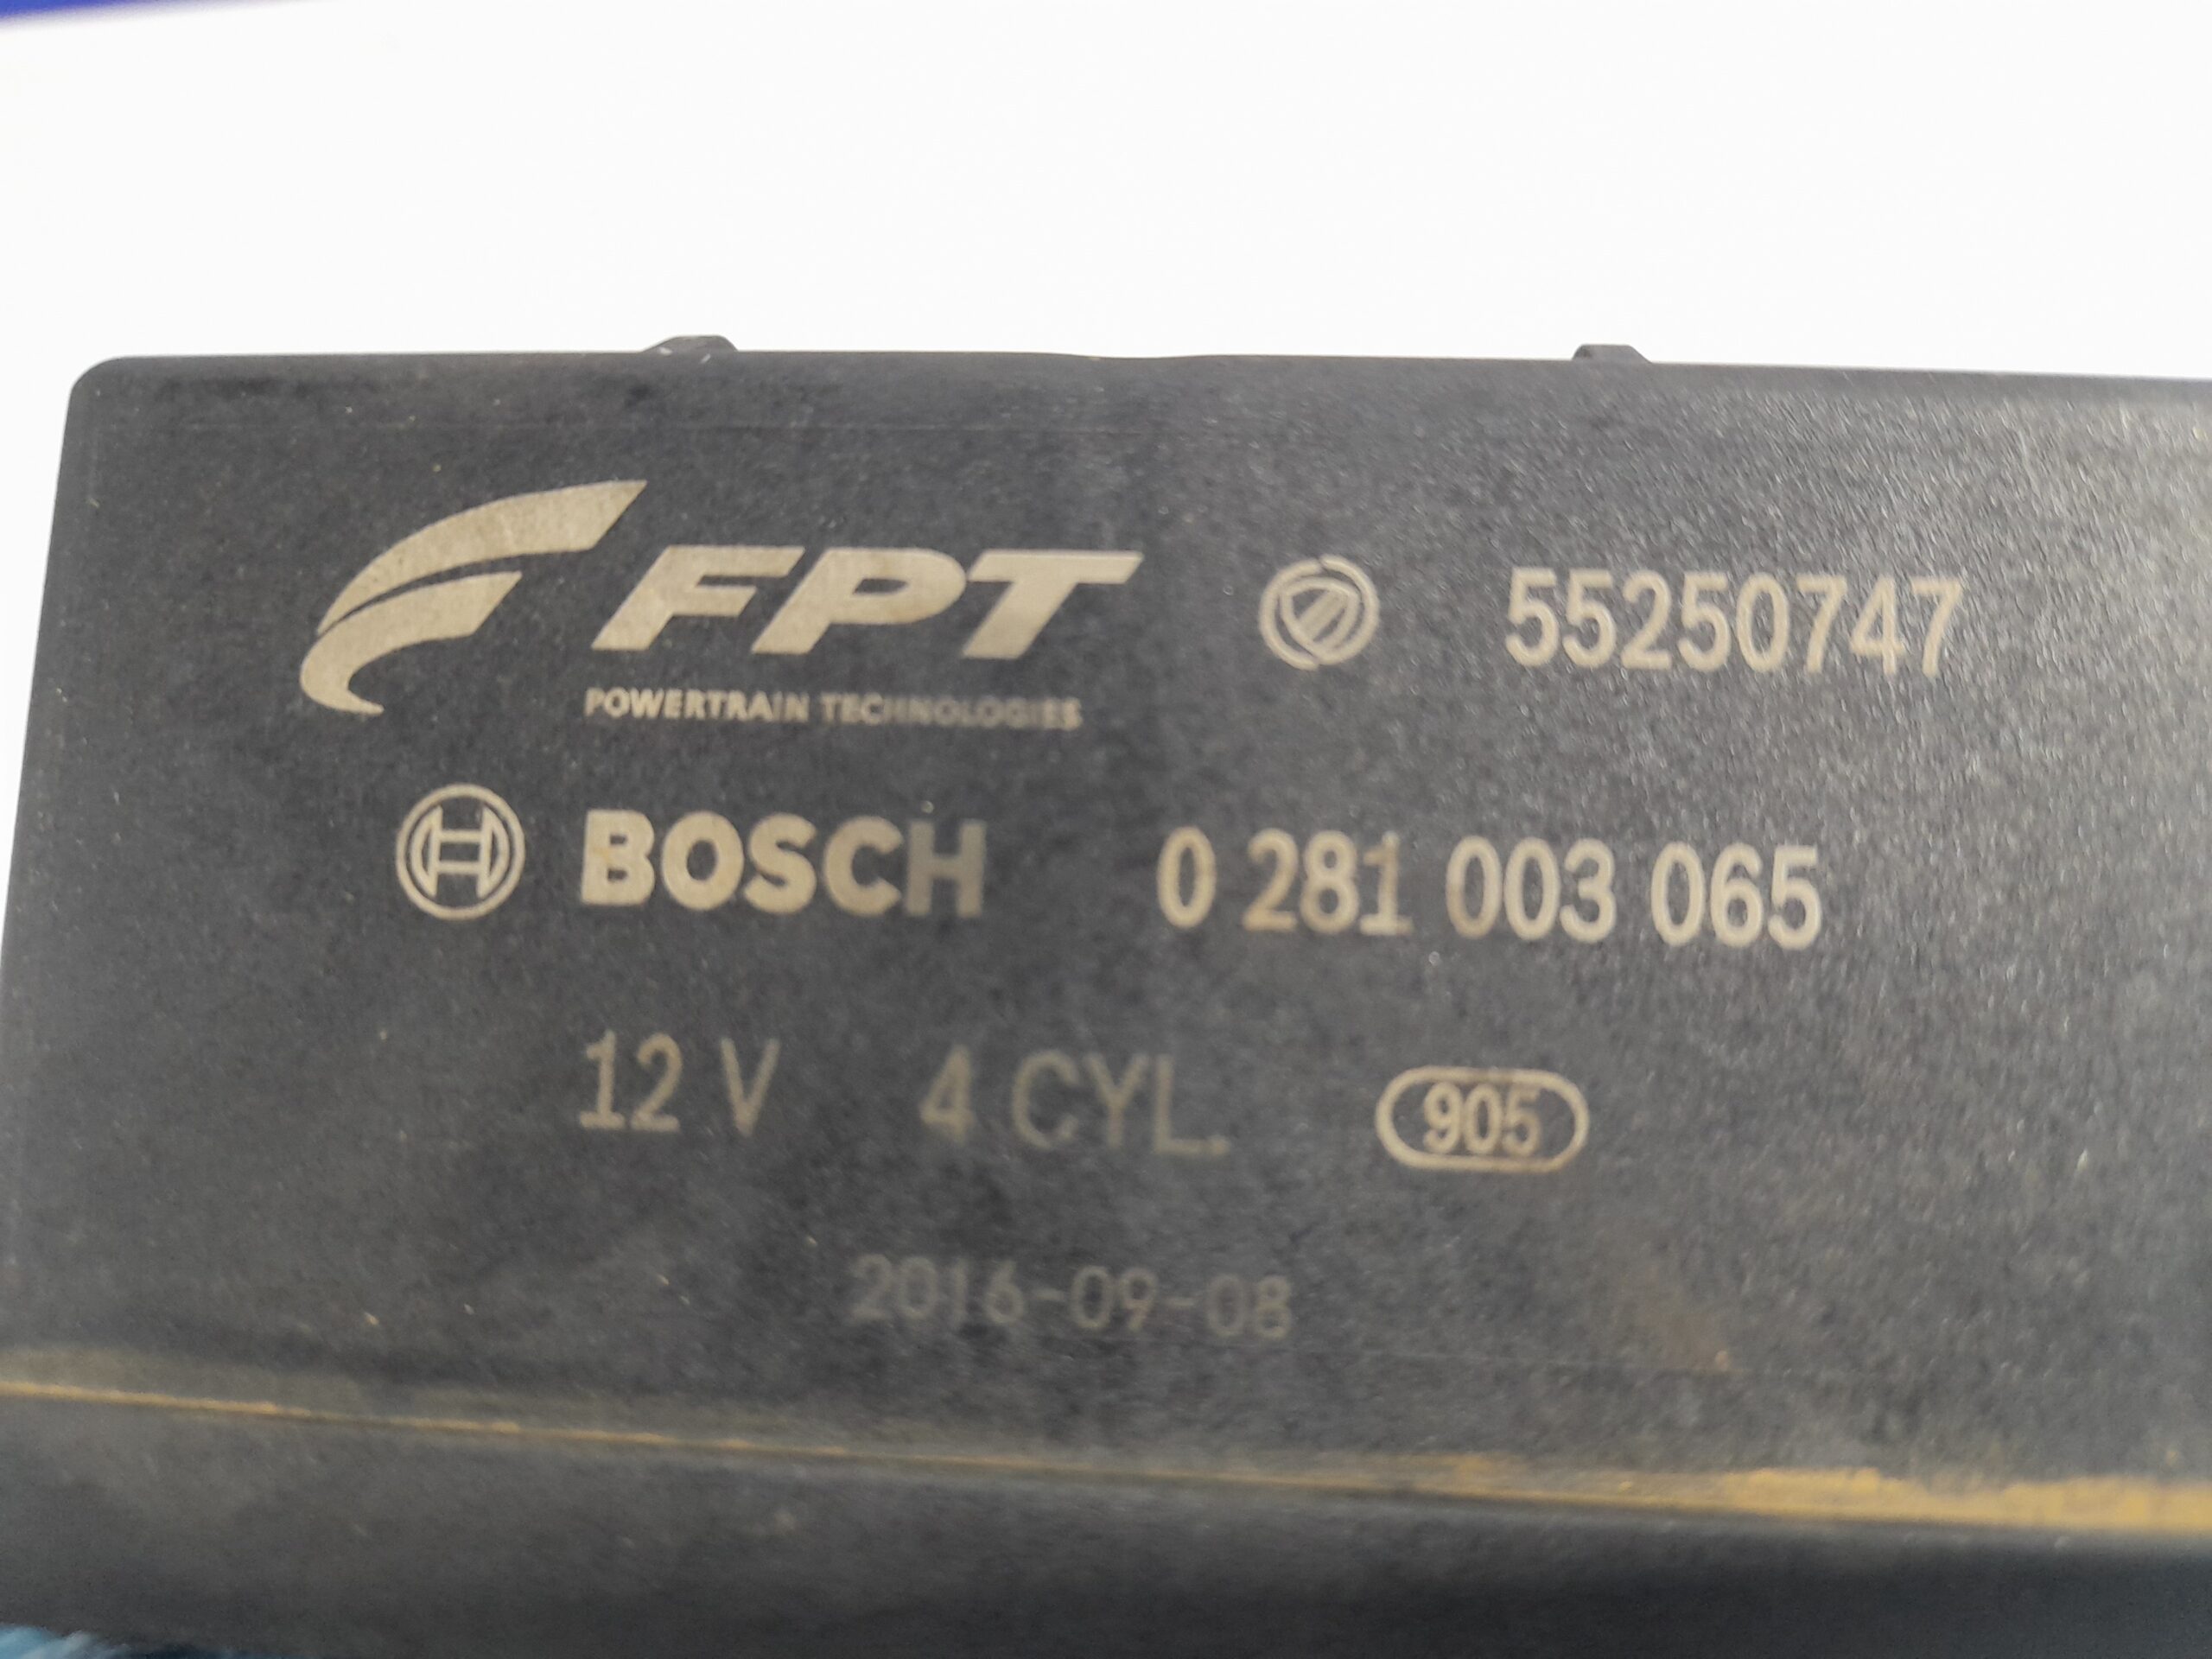 FPT 55250747
POWERTRAIN TECHNOLOGIES
BOSCH 0 281 003 065
12 V 4 CYL. 905
2016-09-08